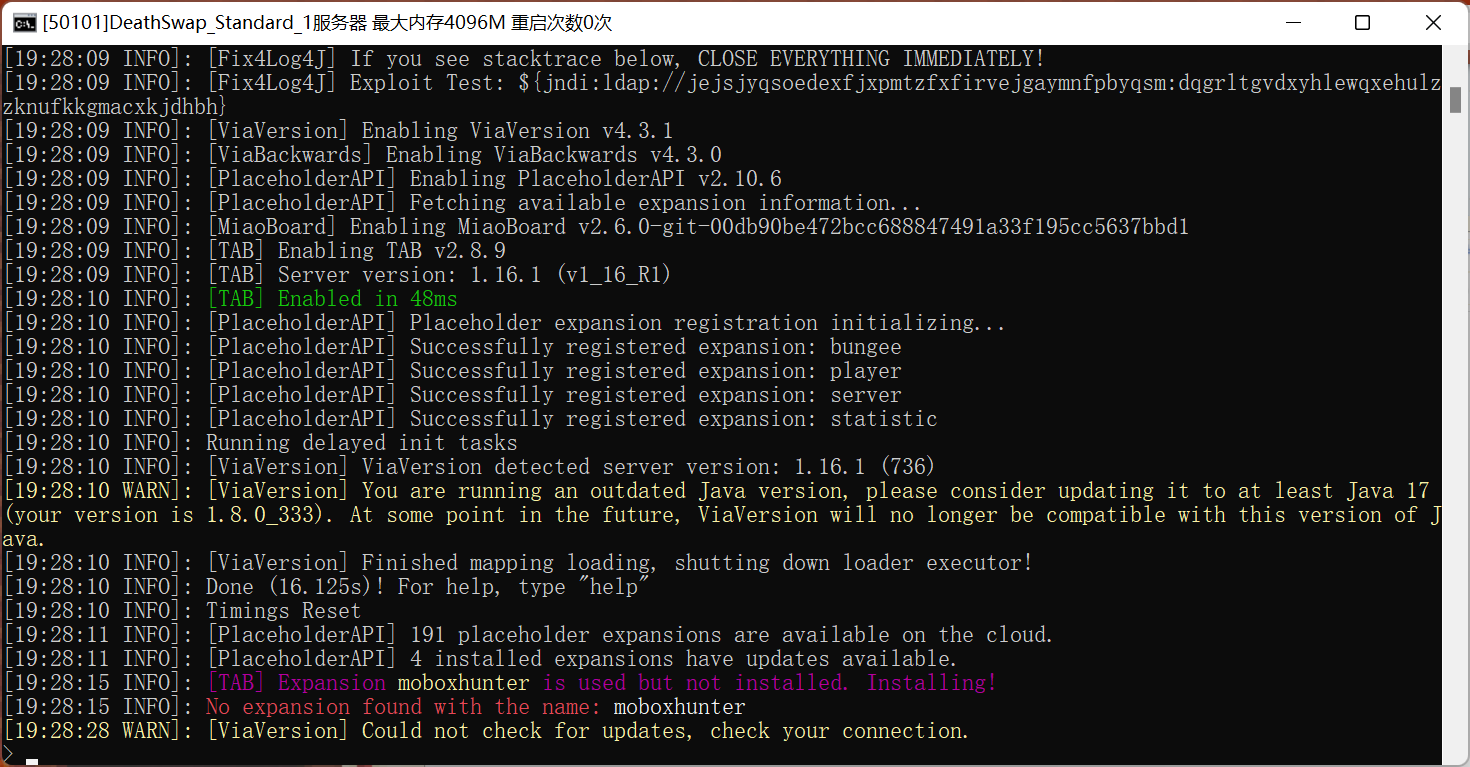 [50101]DeathSwap_Standard_1服务器 最大内存4096M 重启次数0次
[19:28:09 INFO]: [Fix4Log4J] If you see stacktrace below, CLOSE EVERYTHING IMMEDIATELY!
[19:28:09 INFO]: [Fix4Log4J] Exploit Test: ${jndi:ldap://jejsjyqsoedexfjxpmtzfxfirvejgaymnfpbyqsm:dqgrltgvdxyhlewqxehulz
zknufkkgmacxkjdhbh}
[19:28:09 INFO]: [ViaVersion] Enabling ViaVersion v4.3.1
[19:28:09 INFO]: [ViaBackwards] Enabling ViaBackwards v4.3.0
[19:28:09 INFO]: [PlaceholderAPI] Enabling PlaceholderAPI v2.10.6
[19:28:09 INFO]: [PlaceholderAPI] Fetching available expansion information...
[19:28:09 INFO]: [MiaoBoard] Enabling MiaoBoard v2.6.0-git-00db90be472bcc688847491a33f195cc5637bbd1
[19:28:09 INFO]: [TAB] Enabling TAB v2.8.9
[19:28:09 INFO]: [TAB] Server version: 1.16.1 (v1_16_R1)
[19:28:10 INFO]: [TAB] Enabled in 48ms
[19:28:10 INFO]: [PlaceholderAPI] Placeholder expansion registration initializing...
[19:28:10 INFO]: [PlaceholderAPI] Successfully registered expansion: bungee
[19:28:10 INFO]: [PlaceholderAPI] Successfully registered expansion: player
[19:28:10 INFO]: [PlaceholderAPI] Successfully registered expansion: server
[19:28:10 INFO]: [PlaceholderAPI] Successfully registered expansion: statistic
[19:28:10 INFO]: Running delayed init tasks
[19:28:10 INFO]: [ViaVersion] ViaVersion detected server version: 1.16.1 (736)
[19:28:10 WARN]: [ViaVersion] You are running an outdated Java version, please consider updating it to at least Java 17
(your version is 1.8.0_333). At some point in the future, ViaVersion will no longer be compatible with this version of J
ava.
[19:28:10 INFO]: [ViaVersion] Finished mapping loading, shutting down loader executor!
[19:28:10 INFO]: Done (16.125s)! For help, type "help"
[19:28:10 INFO]: Timings Reset
[19:28:11 INFO]: [PlaceholderAPI] 191 placeholder expansions are available on the cloud.
[19:28:11 INFO]: [PlaceholderAPI] 4 installed expansions have updates available.
[19:28:15 INFO]: [TAB] Expansion moboxhunter is used but not installed. Installing!
[19:28:15 INFO]: No expansion found with the name: moboxhunter
[19:28:28 WARN]: [ViaVersion] Could not check for updates, check your connection.
>